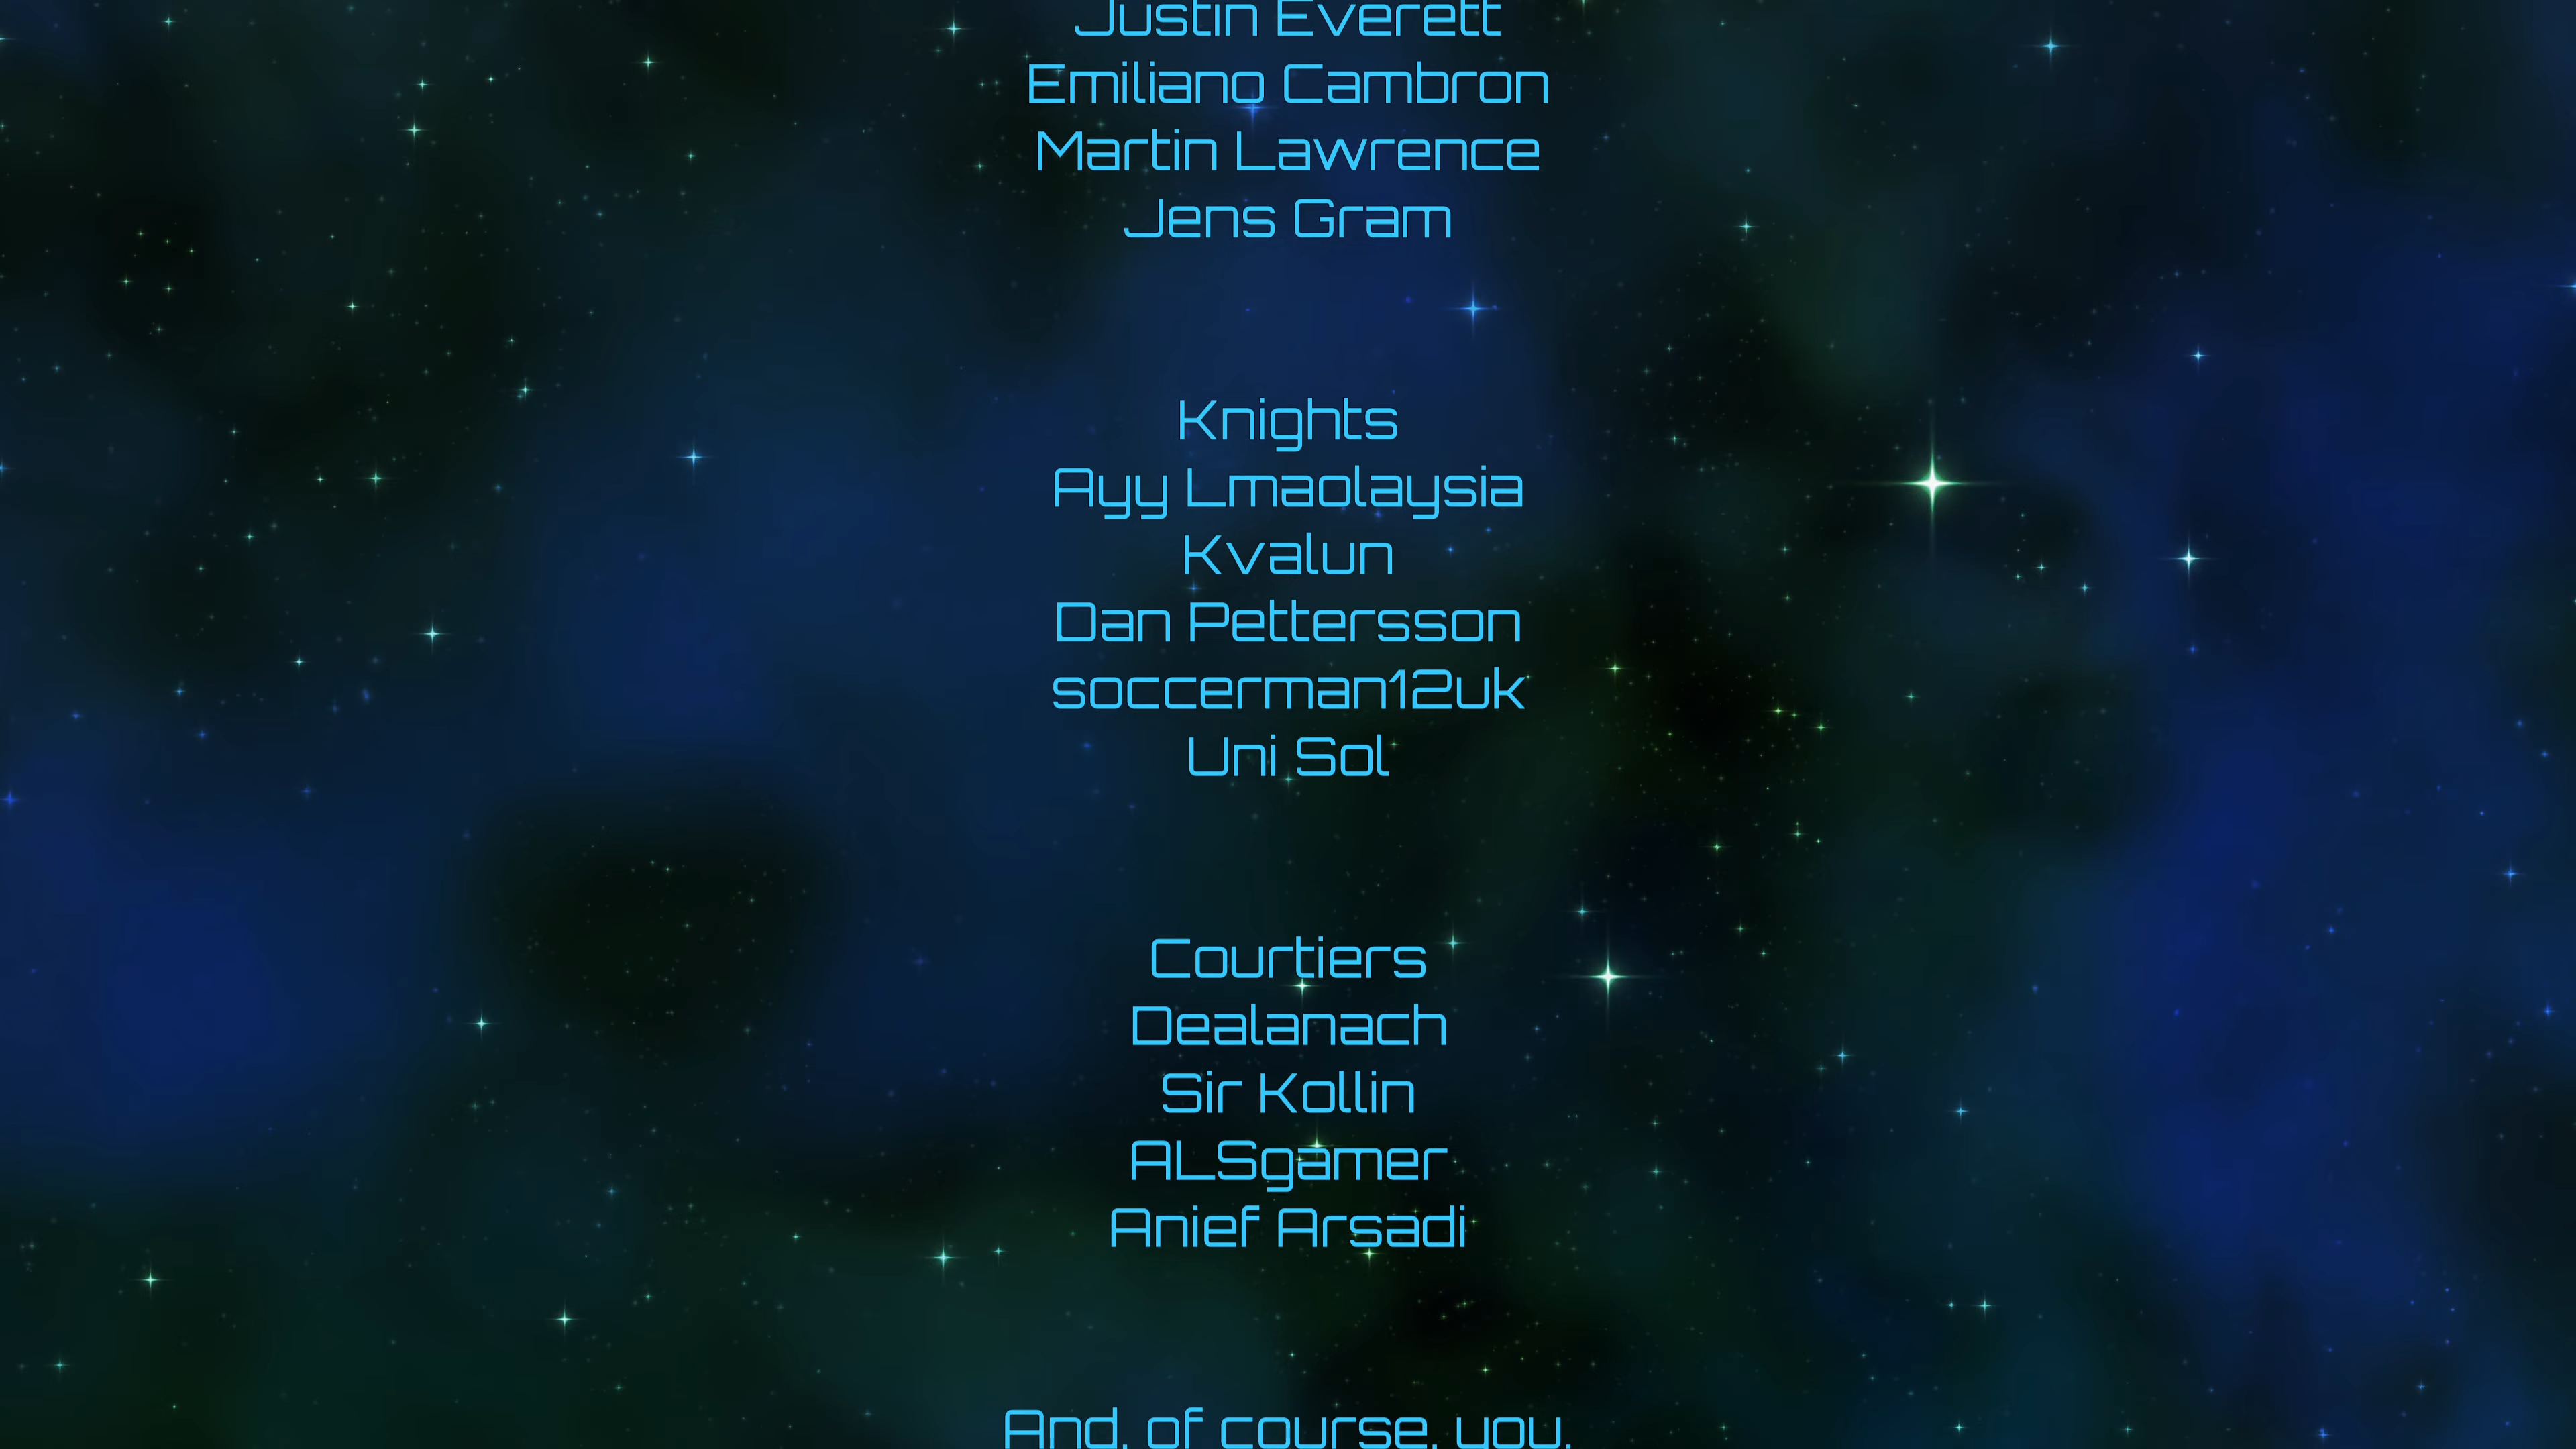 Justin Everett
Emiliano Cambron
Martin Lawrence
Jens Gram
Knights
Ayy Lmaolaysia
Kvalun
Dan Pettersson
soccerman12uk
Uni Sol
Courtiers
Dealanach
Sir Kollin
ALSgamer
Anief Arsadi
And, of course, you.